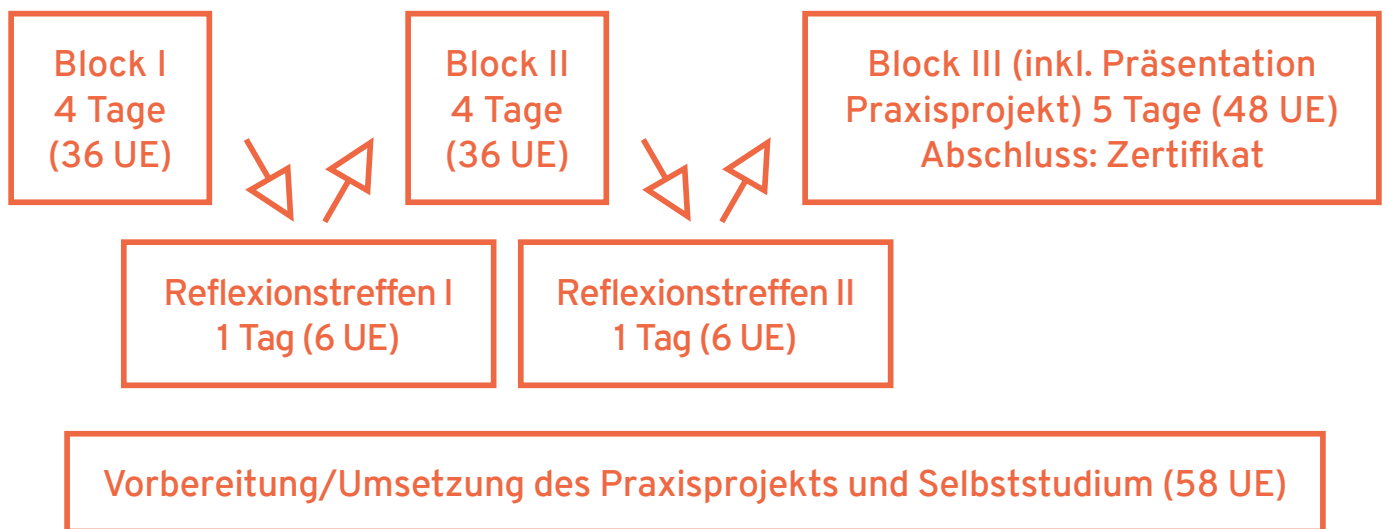 Block I
4 Tage
(36 UE)
Block II
4 Tage
(36 UE)
Block III (inkl. Präsentation
Praxisprojekt) 5 Tage (48 UE)
Abschluss: Zertifikat
Reflexionstreffen I
1 Tag (6 UE)
Reflexionstreffen II
1 Tag (6 UE)
Vorbereitung/Umsetzung des Praxisprojekts und Selbststudium (58 UE)